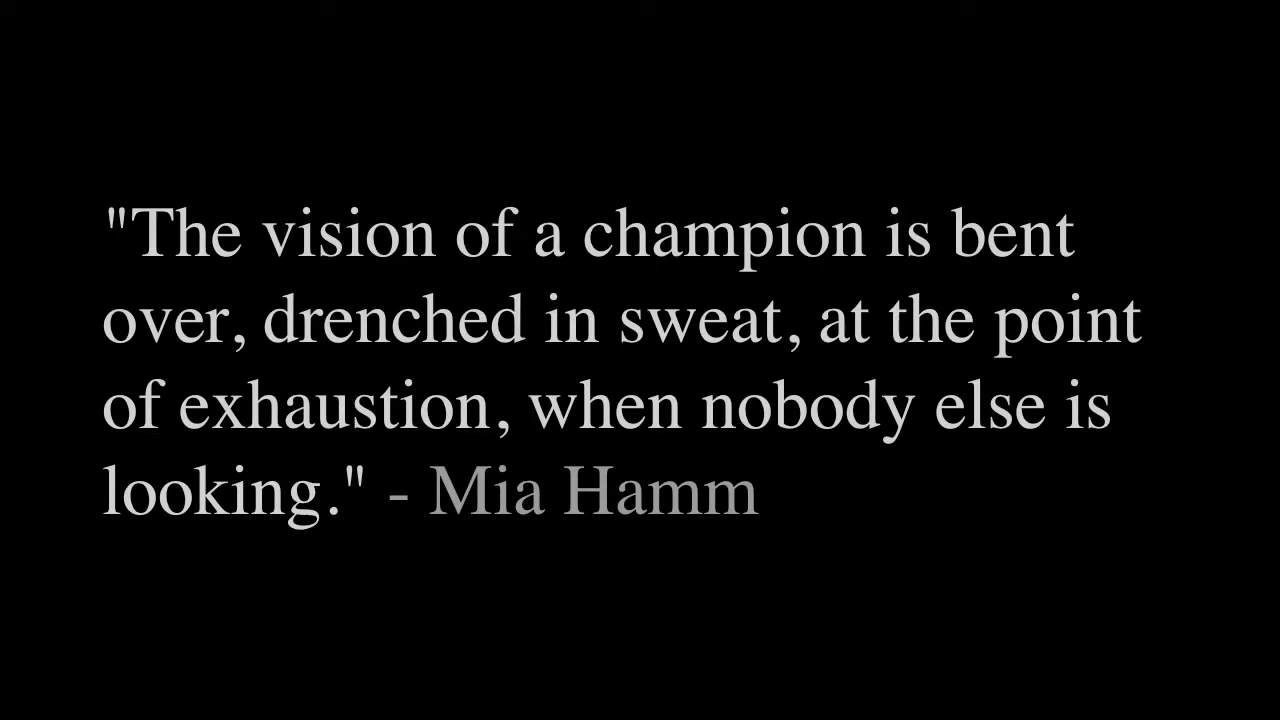 "The vision of a champion is bent
over, drenched in sweat, at the point
of exhaustion, when nobody else is
looking." - Mia Hamm